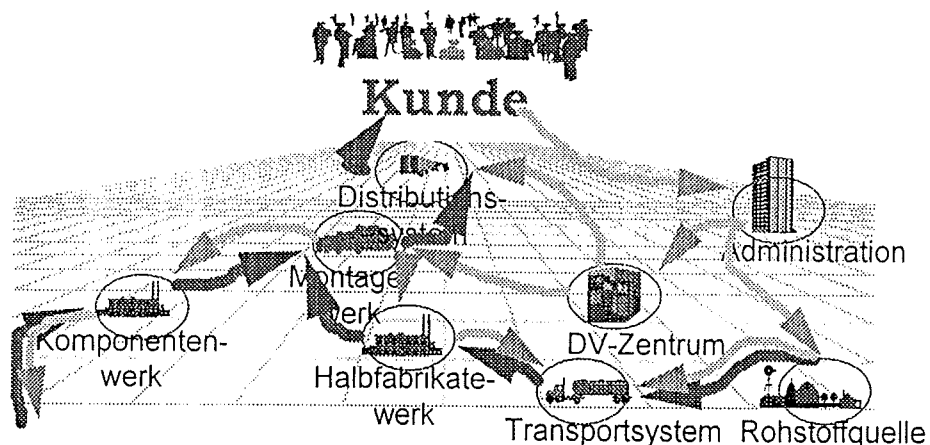 Kunde
Distributions-
system
Administration
Montage
werk
Komponenten-
werk
DV-Zentrum
Halbfabrikate-
werk
Transportsystem
Rohstoffquelle